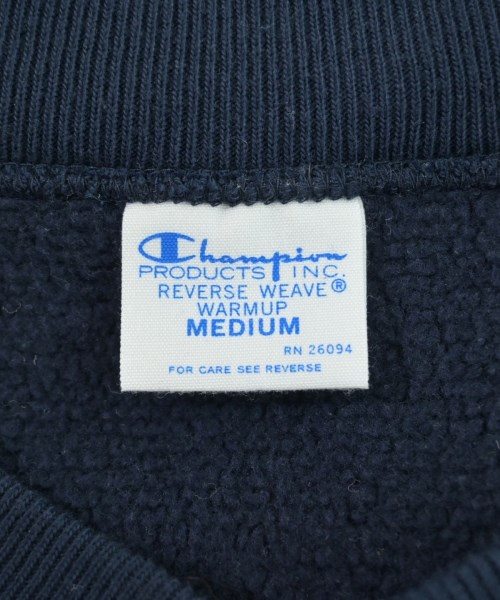 Champion
PRODUCTS INC.
REVERSE WEAVE®
WARMUP
MEDIUM
RN 26094
FOR CARE SEE REVERSE